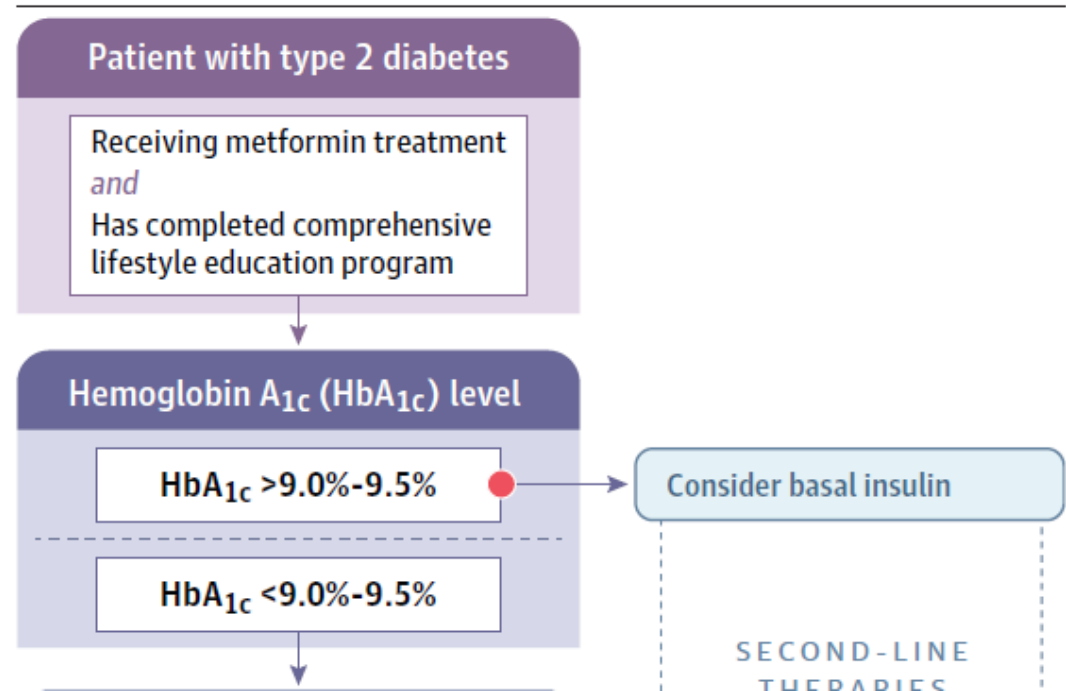 Patient with type 2 diabetes
Receiving metformin treatment
and
Has completed comprehensive
lifestyle education program
Hemoglobin A1c (HbA1c) level
HbA1c >9.0%-9.5%
Consider basal insulin
HbA1c <9.0%-9.5%
SECOND-LINE
THERAPIES